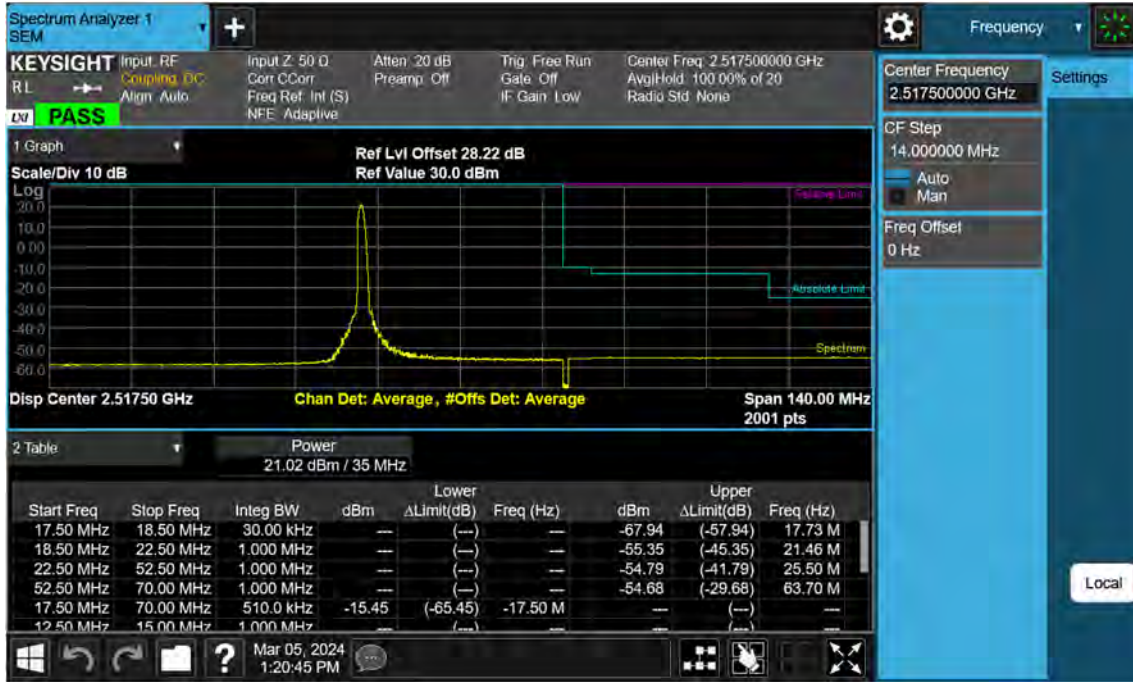 Spectrum Analyzer 1
SEM
Frequency
KEYSIGHT
RL
LXI
PASS
Input: RF
Coupling: DC
Align: Auto
Input Z: 50 Ω
Corr CCorr
Freq Ref: Int (S)
NFE: Adaptive
Atten: 20 dB
Preamp: Off
Trig: Free Run
Gate: Off
IF Gain: Low
Center Freq: 2.517500000 GHz
Avg|Hold: 100.00% of 20
Radio Std: None
Center Frequency
2.517500000 GHz
Settings
CF Step
14.000000 MHz
Auto
Man
Freq Offset
0 Hz
Local
1 Graph
Scale/Div 10 dB
Ref Lvl Offset 28.22 dB
Ref Value 30.0 dBm
Log
20.0
10.0
0.00
-10.0
-20.0
-30.0
-40.0
-50.0
-60.0
Relative Limit
Absolute Limit
Spectrum
Disp Center 2.51750 GHz
Chan Det: Average, #Offs Det: Average
Span 140.00 MHz
2001 pts
2 Table
Power
21.02 dBm / 35 MHz
Lower Upper
Start Freq Stop Freq Integ BW dBm ΔLimit(dB) Freq (Hz) dBm ΔLimit(dB) Freq (Hz)
17.50 MHz 18.50 MHz 30.00 kHz --- (---) --- -67.94 (-57.94) 17.73 M
18.50 MHz 22.50 MHz 1.000 MHz --- (---) --- -55.35 (-45.35) 21.46 M
22.50 MHz 52.50 MHz 1.000 MHz --- (---) --- -54.79 (-41.79) 25.50 M
52.50 MHz 70.00 MHz 1.000 MHz --- (---) --- -54.68 (-29.68) 63.70 M
17.50 MHz 70.00 MHz 510.0 kHz -15.45 (-65.45) -17.50 M --- (---) ---
12.50 MHz 15.00 MHz 1.000 MHz --- (---) --- --- (---) ---
Mar 05, 2024
1:20:45 PM